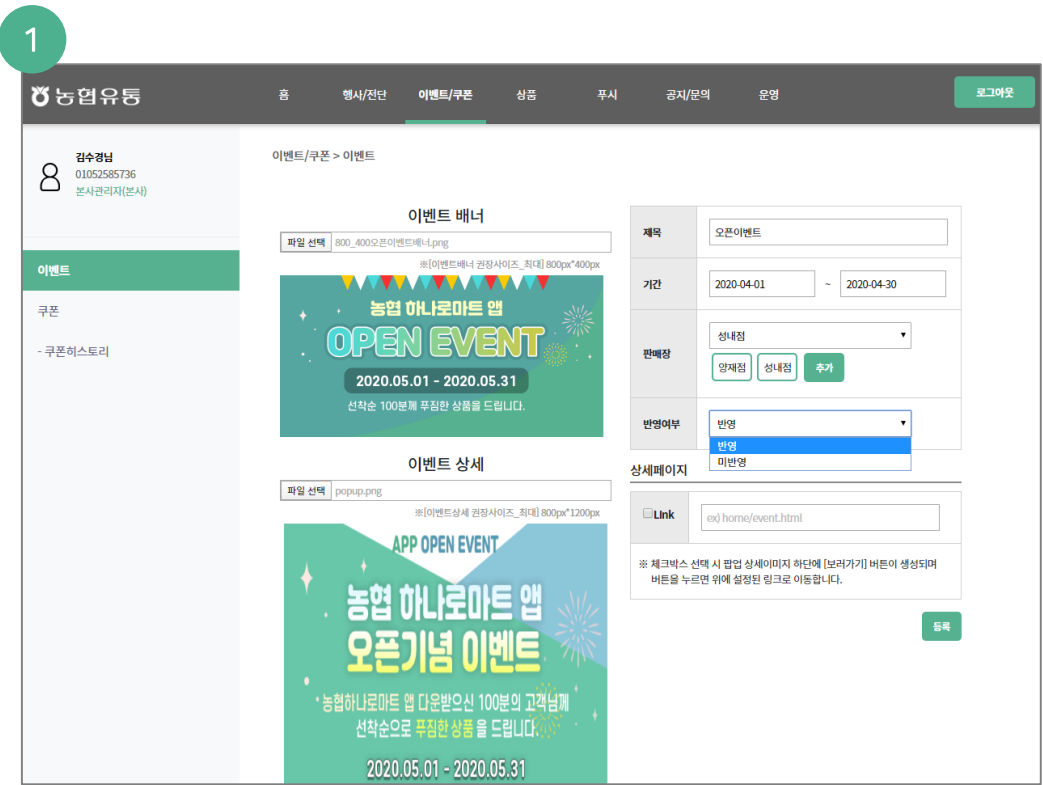 1
농협유통
홈 행사/전단 이벤트/쿠폰 상품 푸시 공지/문의 운영 로그아웃
김수경님
01052585736
본사관리자(본사)
이벤트
쿠폰
- 쿠폰히스토리
이벤트/쿠폰 > 이벤트
이벤트 배너
파일 선택 800_400오픈이벤트배너.png
※[이벤트배너 권장사이즈_최대] 800px*400px
농협 하나로마트 앱
OPEN EVENT
2020.05.01 - 2020.05.31
선착순 100분께 푸짐한 상품을 드립니다.
이벤트 상세
파일 선택 popup.png
※[이벤트상세 권장사이즈_최대] 800px*1200px
APP OPEN EVENT
농협 하나로마트 앱
오픈기념 이벤트
농협하나로마트 앱 다운받으신 100분의 고객님께
선착순으로 푸짐한 상품을 드립니다.
2020.05.01 - 2020.05.31
제목 오픈이벤트
기간 2020-04-01 ~ 2020-04-30
판매장 성내점
양재점 성내점 추가
반영여부 반영
반영
미반영
상세페이지
LInk ex) home/event.html
※ 체크박스 선택 시 팝업 상세이미지 하단에 [보러가기] 버튼이 생성되며
버튼을 누르면 위에 설정된 링크로 이동합니다.
등록